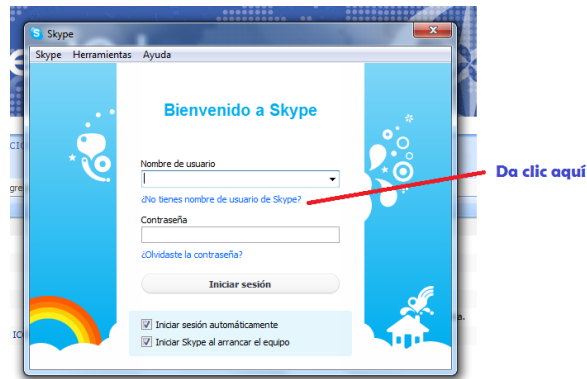 Skype
Skype Herramientas Ayuda
Bienvenido a Skype
Nombre de usuario
¿No tienes nombre de usuario de Skype?
Da clic aquí
Contraseña
¿Olvidaste la contraseña?
Iniciar sesión
Iniciar sesión automáticamente
Iniciar Skype al arrancar el equipo